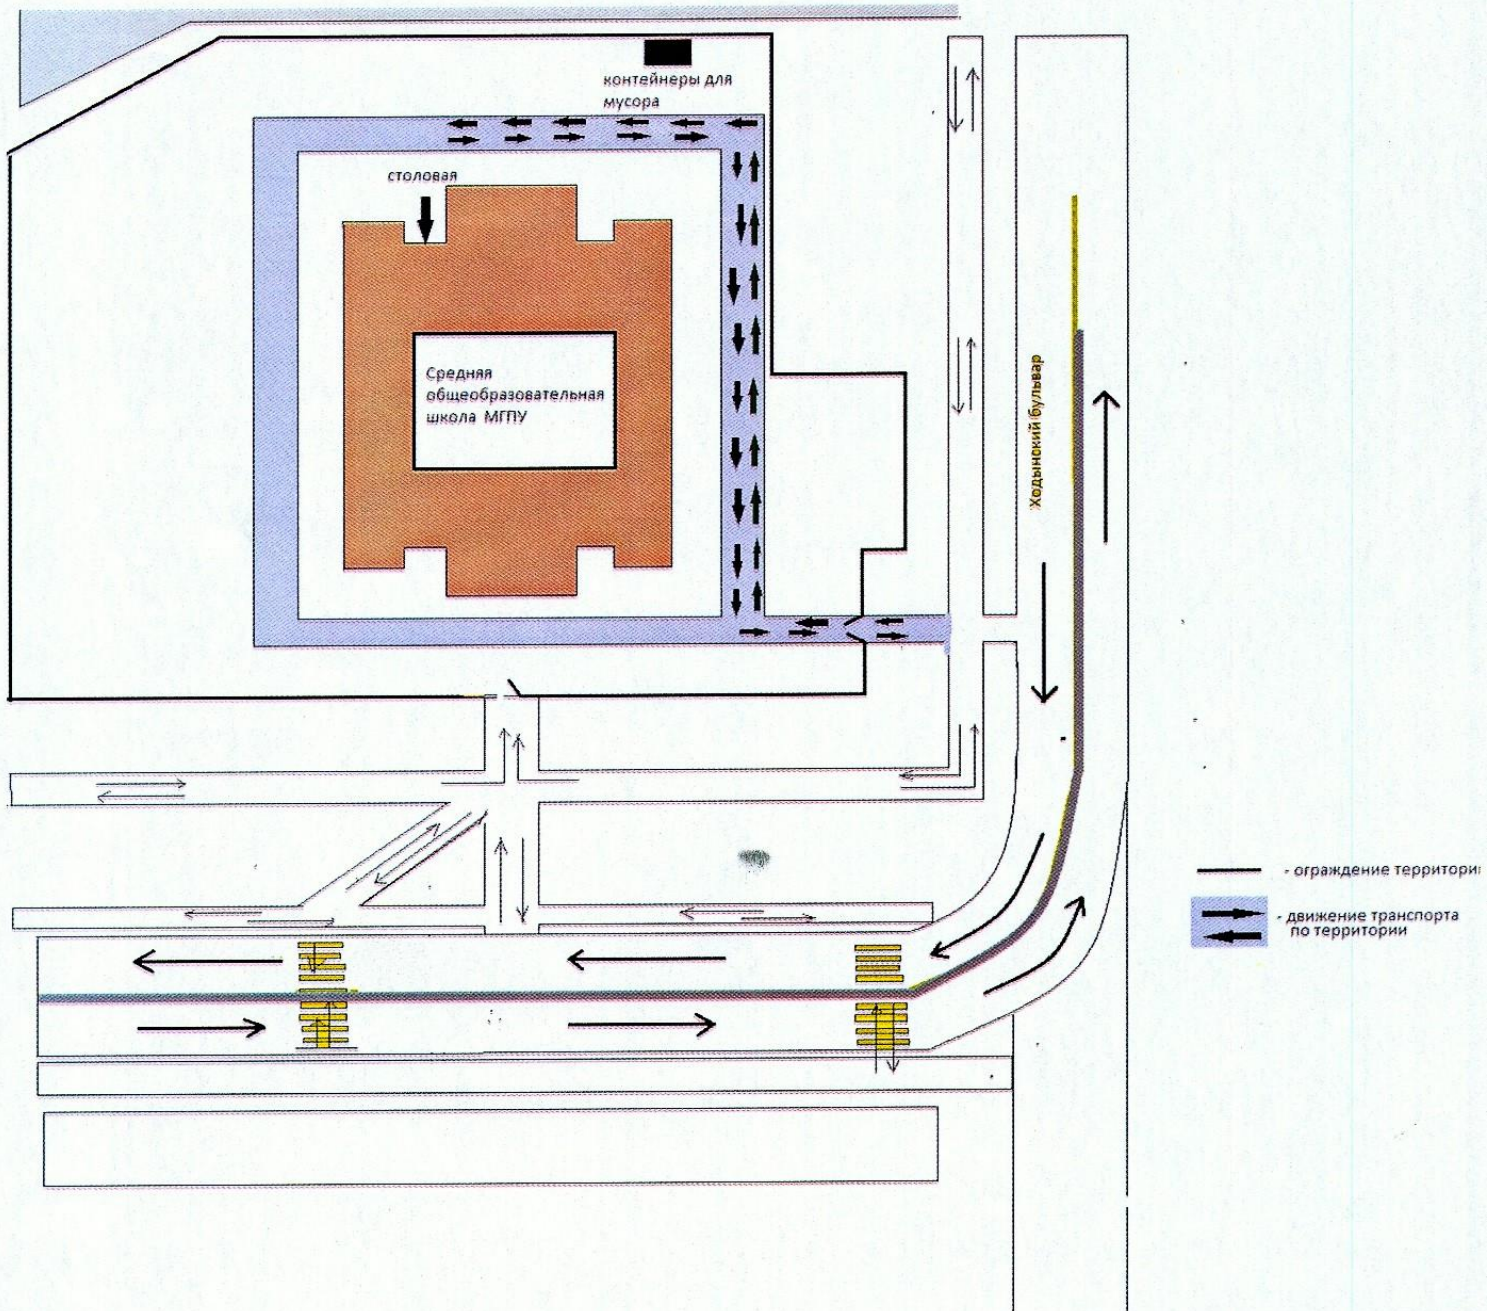 контейнеры для
мусора
столовая
Средняя
общеобразовательная
школа МГПУ
Ходынский бульвар
- ограждение территори
- движение транспорта
по территории